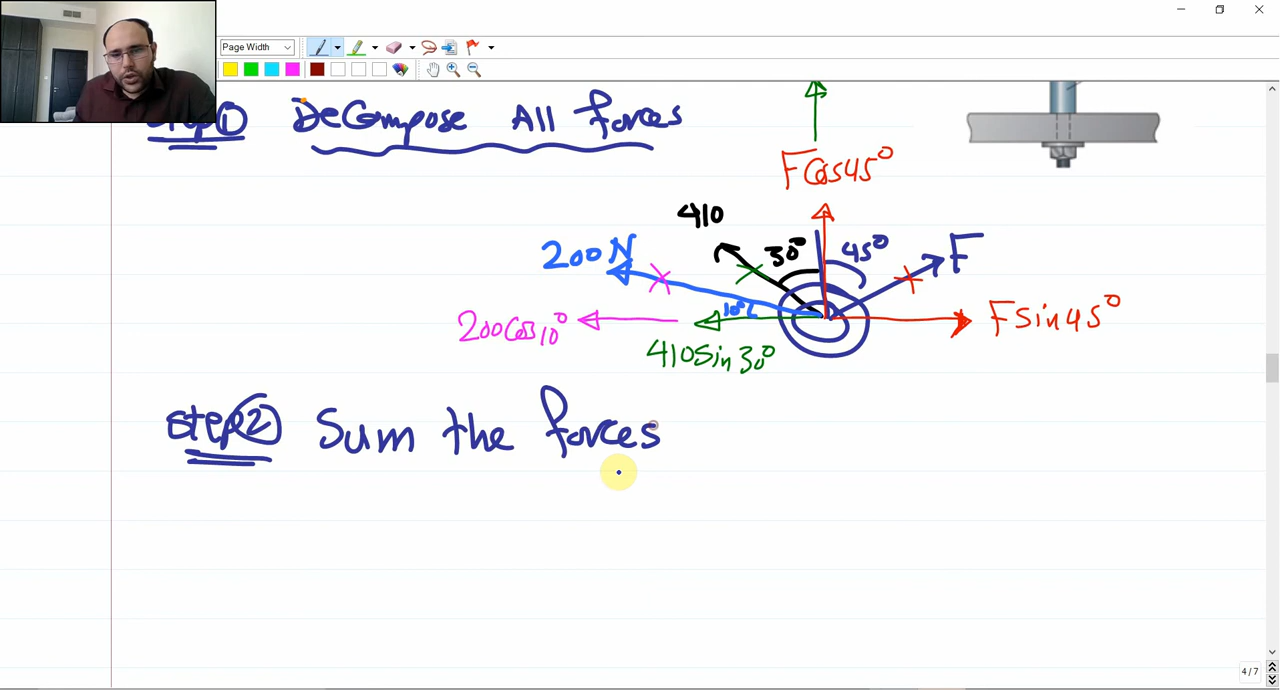 Page Width
step① DeCompose All forces
FCos45°
410
200N
30°
45°
F
10°
200Cos10°
410Sin30°
Fsin45°
step② Sum the forces
4/7